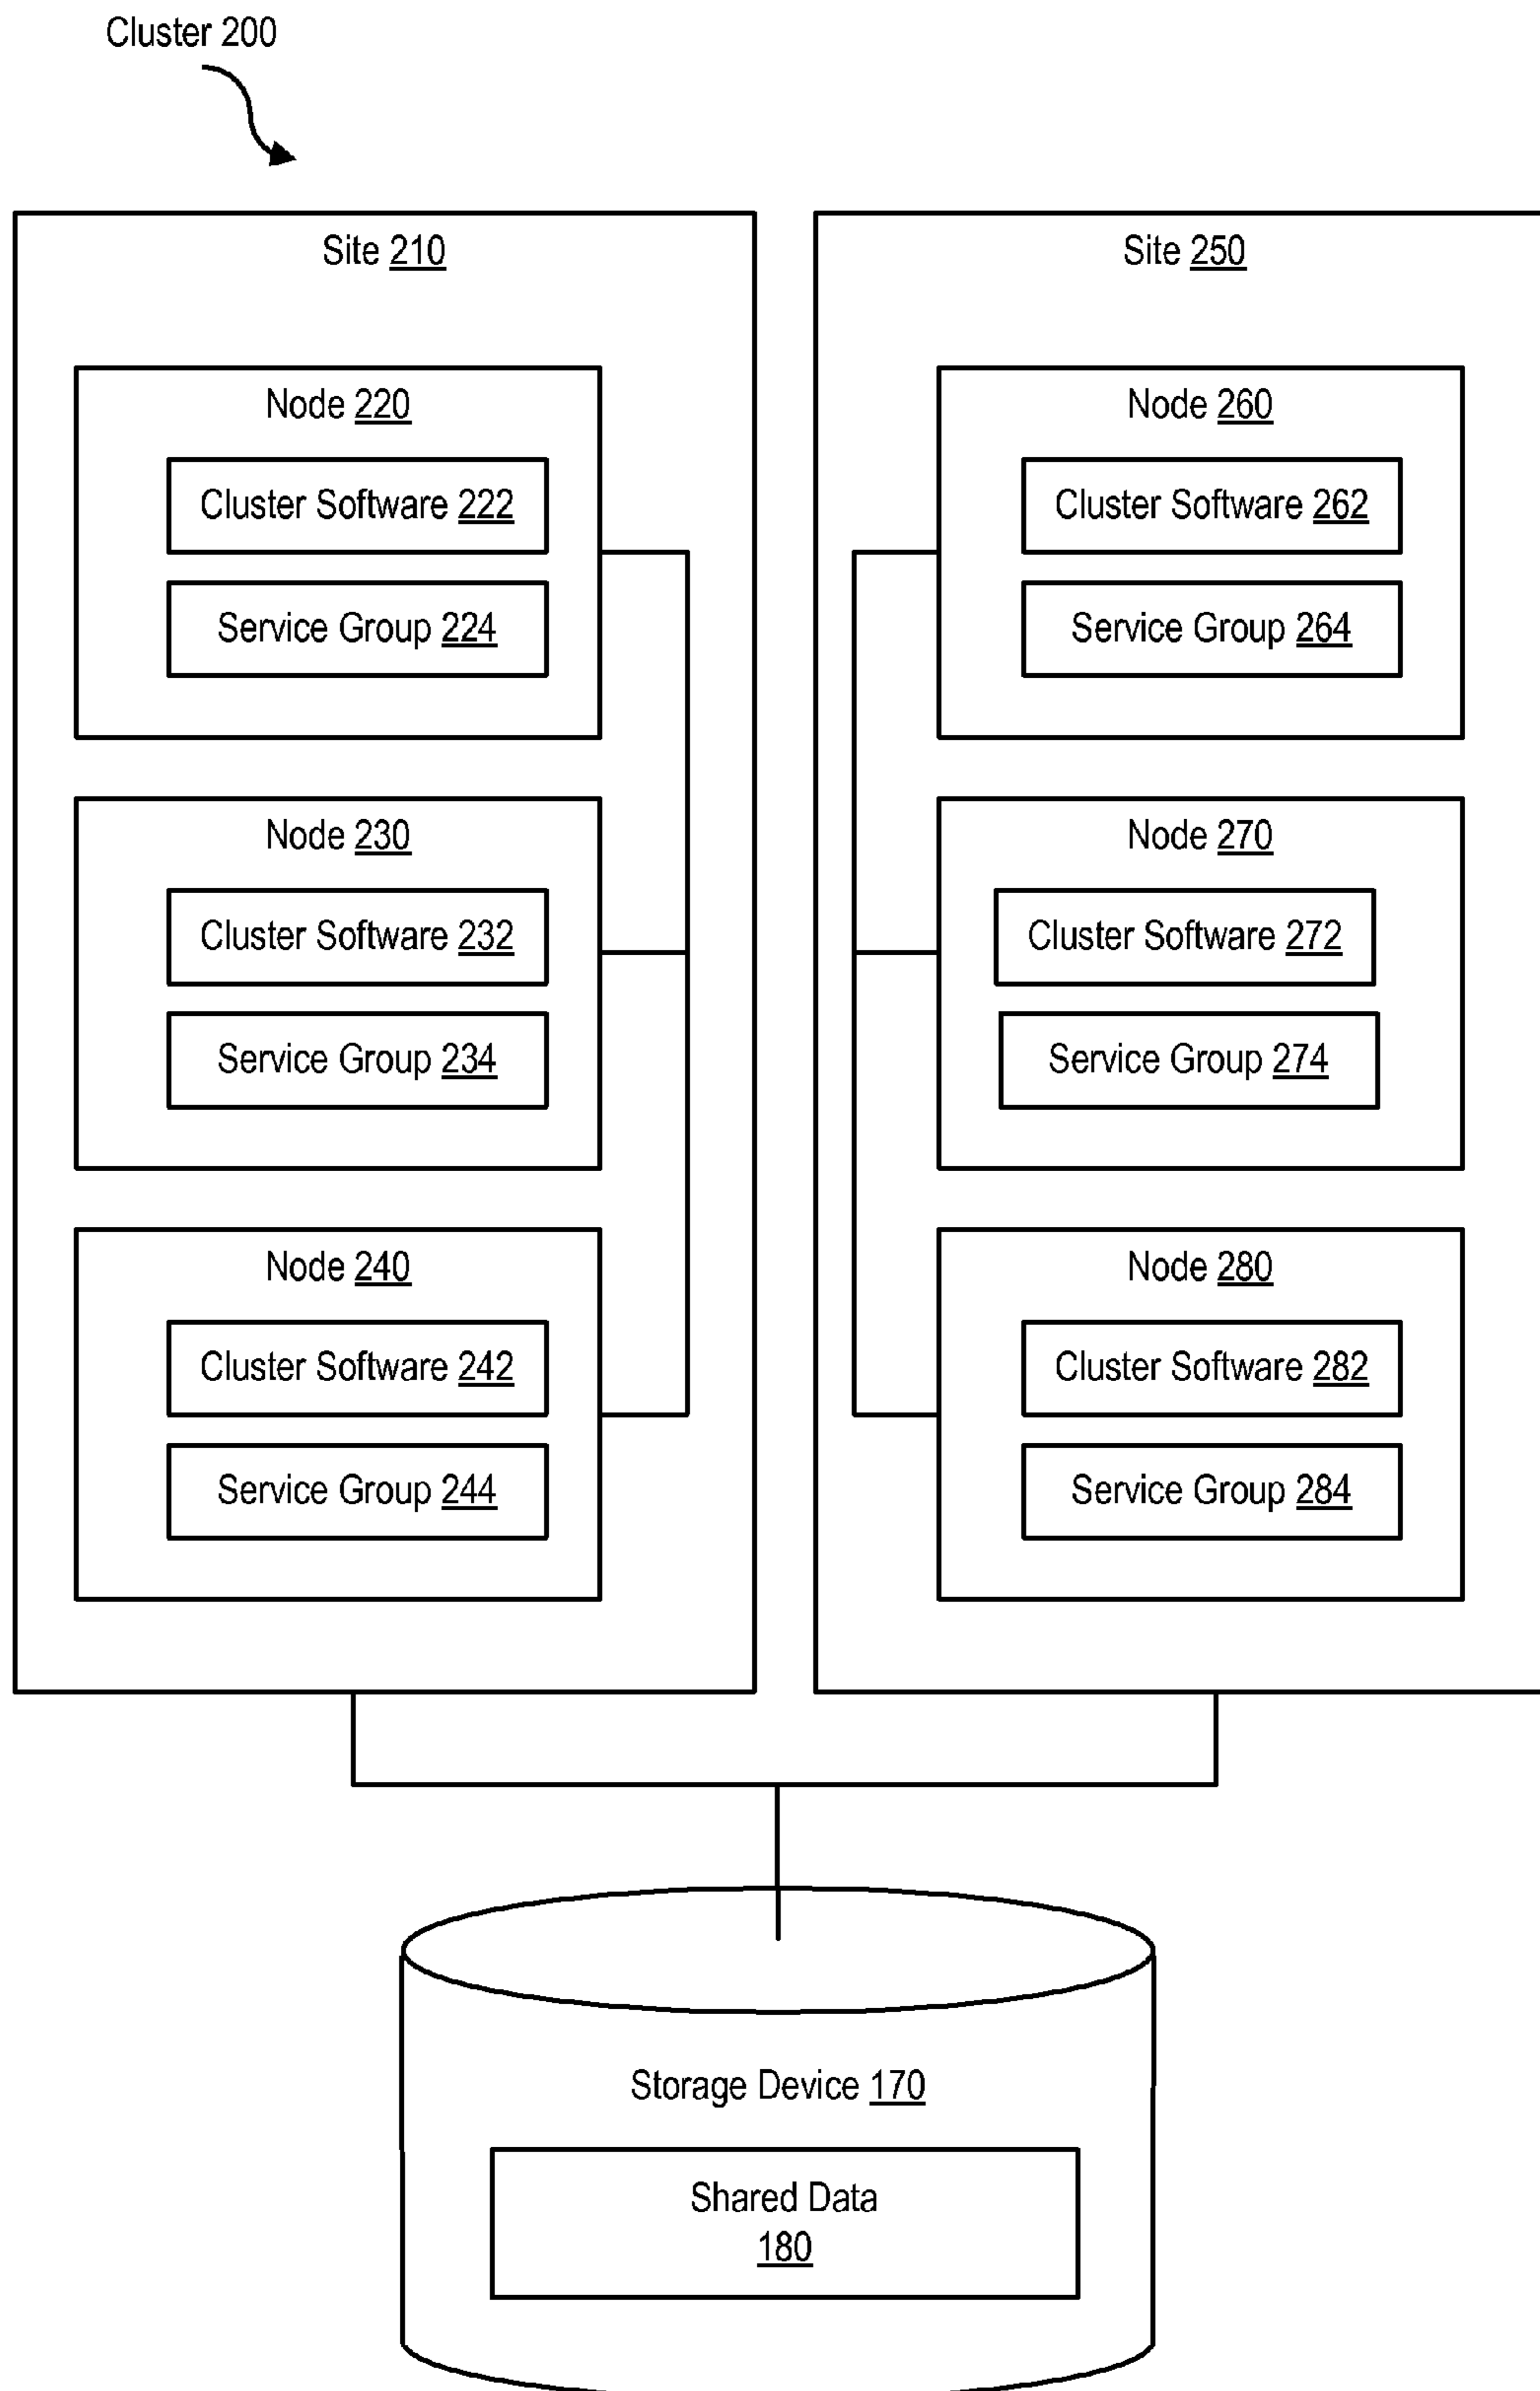 Cluster 200
Site 210
Node 220
Cluster Software 222
Service Group 224
Node 230
Cluster Software 232
Service Group 234
Node 240
Cluster Software 242
Service Group 244
Site 250
Node 260
Cluster Software 262
Service Group 264
Node 270
Cluster Software 272
Service Group 274
Node 280
Cluster Software 282
Service Group 284
Storage Device 170
Shared Data
180